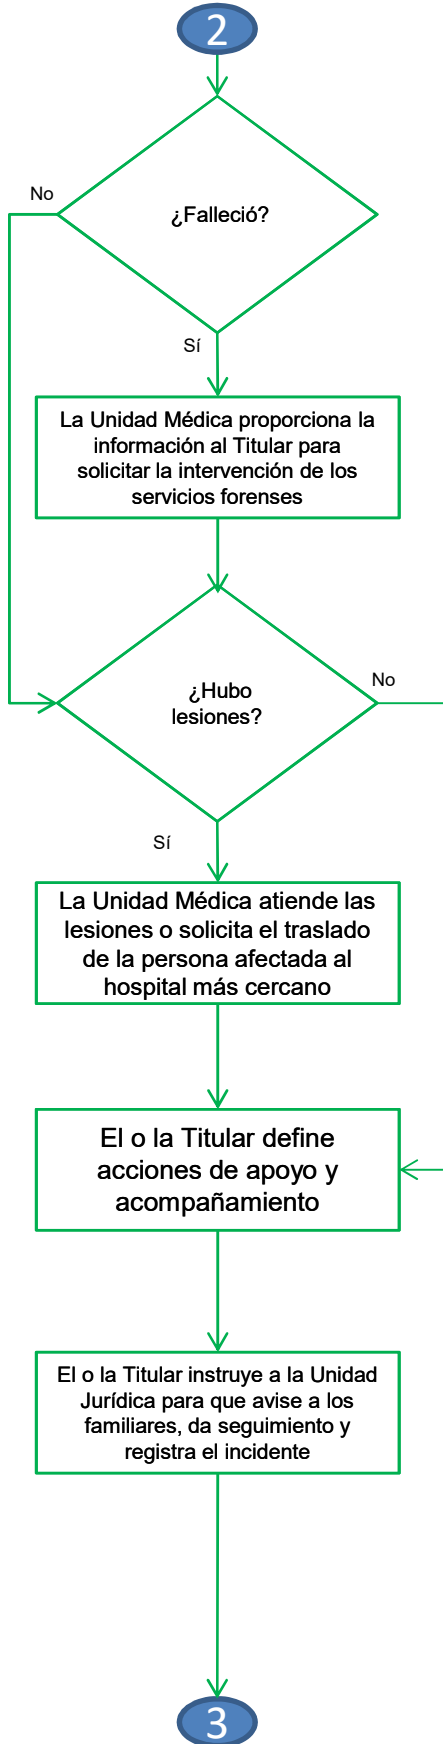 2
¿Falleció?
No
Sí
La Unidad Médica proporciona la
información al Titular para
solicitar la intervención de los
servicios forenses
¿Hubo
lesiones?
No
Sí
La Unidad Médica atiende las
lesiones o solicita el traslado
de la persona afectada al
hospital más cercano
El o la Titular define
acciones de apoyo y
acompañamiento
El o la Titular instruye a la Unidad
Jurídica para que avise a los
familiares, da seguimiento y
registra el incidente
3